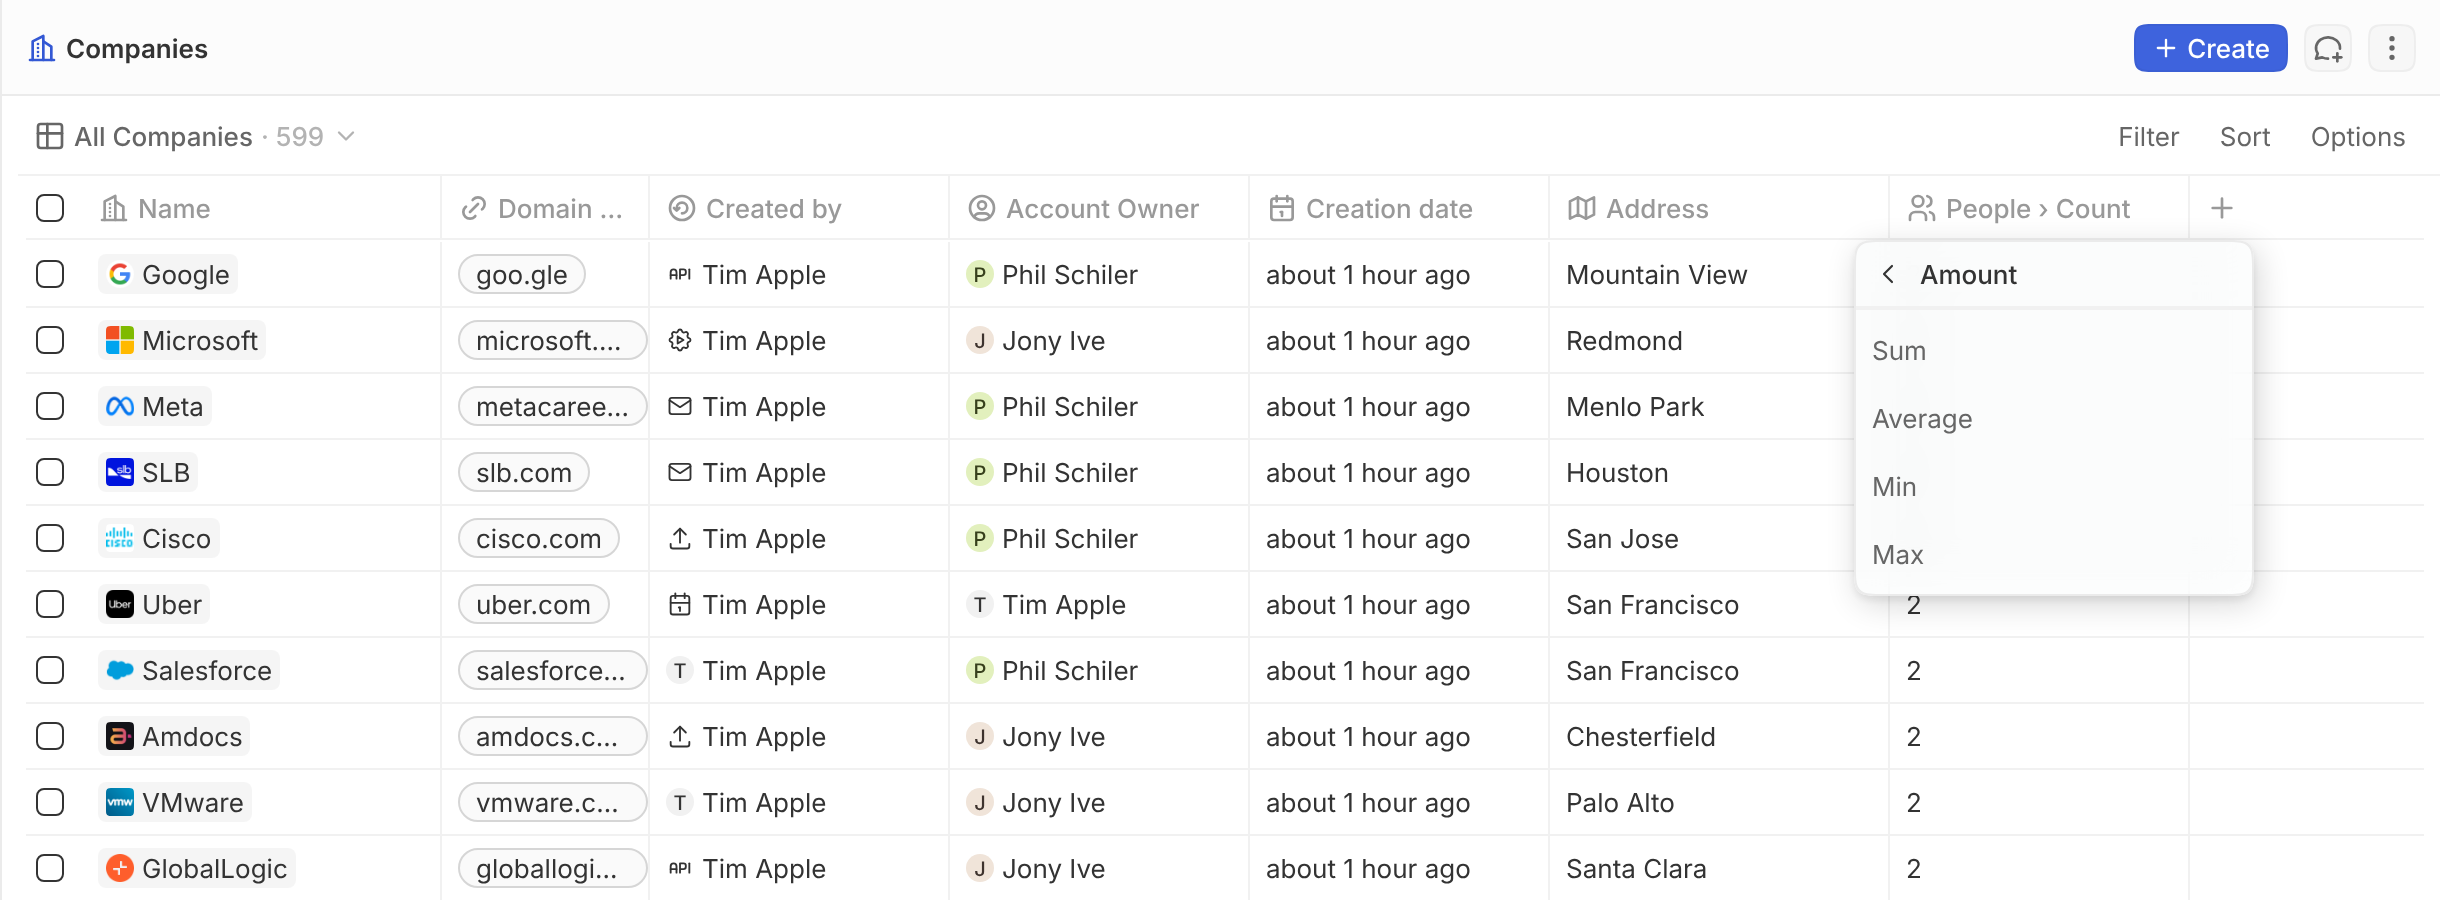 Companies
+ Create
All Companies · 599
Filter Sort Options
Name Domain ... Created by Account Owner Creation date Address People › Count +
Google goo.gle API Tim Apple P Phil Schiler about 1 hour ago Mountain View
Amount
Microsoft microsoft.... Tim Apple J Jony Ive about 1 hour ago Redmond
Sum
Meta metacaree... Tim Apple P Phil Schiler about 1 hour ago Menlo Park
Average
slb SLB slb.com Tim Apple P Phil Schiler about 1 hour ago Houston
Min
CISCO Cisco cisco.com Tim Apple P Phil Schiler about 1 hour ago San Jose
Max
Uber Uber uber.com Tim Apple T Tim Apple about 1 hour ago San Francisco 2
Salesforce salesforce... T Tim Apple P Phil Schiler about 1 hour ago San Francisco 2
a Amdocs amdocs.c... Tim Apple J Jony Ive about 1 hour ago Chesterfield 2
vmw VMware vmware.c... T Tim Apple J Jony Ive about 1 hour ago Palo Alto 2
GlobalLogic globallogi... API Tim Apple J Jony Ive about 1 hour ago Santa Clara 2